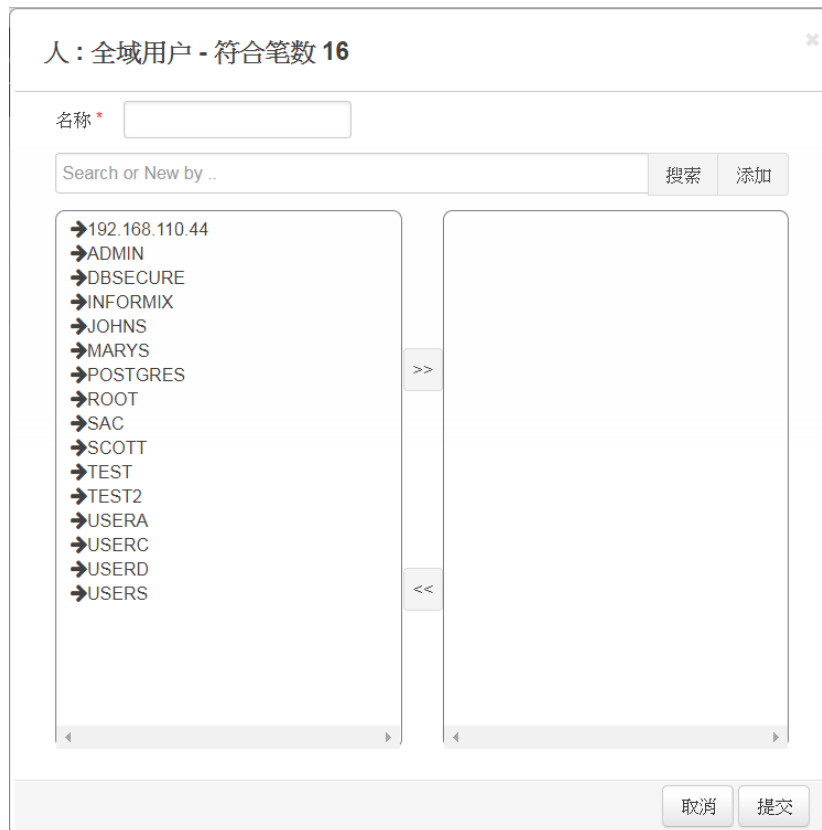 人 : 全域用户 - 符合笔数 16
×
名称 *
Search or New by ..
搜索 添加
192.168.110.44
ADMIN
DBSECURE
INFORMIX
JOHNS
MARYS
POSTGRES
ROOT
SAC
SCOTT
TEST
TEST2
USERA
USERC
USERD
USERS
>>
<<
取消 提交